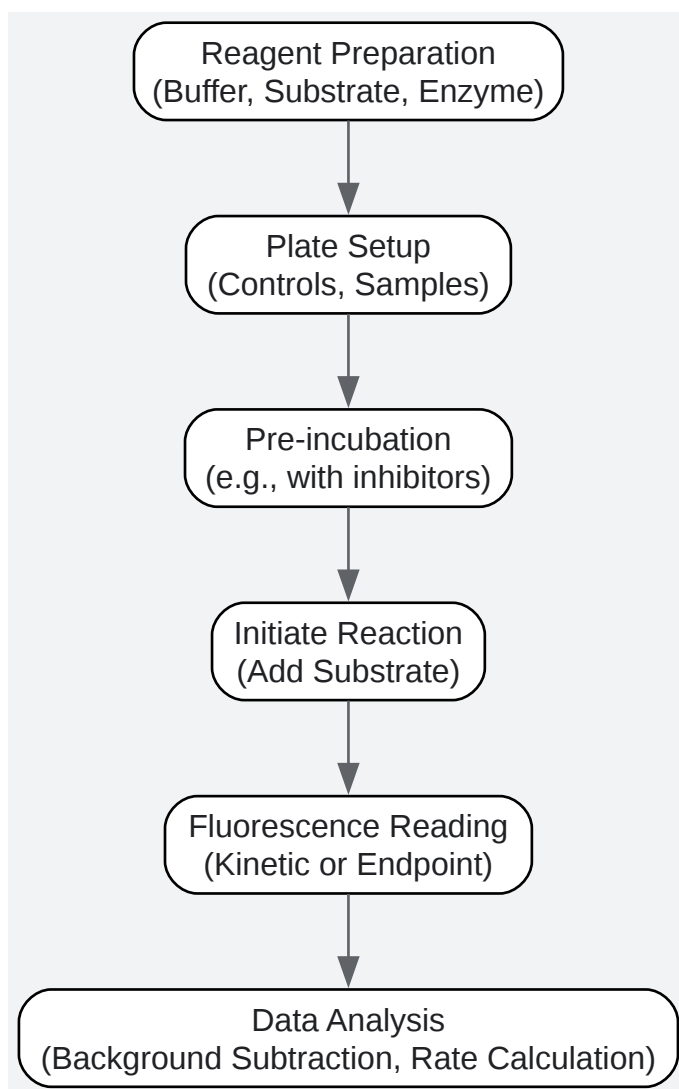 Reagent Preparation
(Buffer, Substrate, Enzyme)
Plate Setup
(Controls, Samples)
Pre-incubation
(e.g., with inhibitors)
Initiate Reaction
(Add Substrate)
Fluorescence Reading
(Kinetic or Endpoint)
Data Analysis
(Background Subtraction, Rate Calculation)